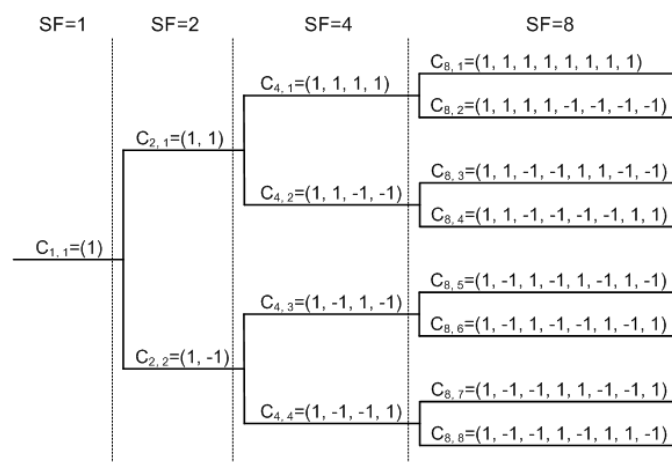 SF=1 SF=2 SF=4 SF=8
C8, 1=(1, 1, 1, 1, 1, 1, 1, 1)
C4, 1=(1, 1, 1, 1)
C8, 2=(1, 1, 1, 1, -1, -1, -1, -1)
C2, 1=(1, 1)
C8, 3=(1, 1, -1, -1, 1, 1, -1, -1)
C4, 2=(1, 1, -1, -1)
C8, 4=(1, 1, -1, -1, -1, -1, 1, 1)
C1, 1=(1)
C8, 5=(1, -1, 1, -1, 1, -1, 1, -1)
C4, 3=(1, -1, 1, -1)
C8, 6=(1, -1, 1, -1, -1, 1, -1, 1)
C2, 2=(1, -1)
C8, 7=(1, -1, -1, 1, 1, -1, -1, 1)
C4, 4=(1, -1, -1, 1)
C8, 8=(1, -1, -1, 1, -1, 1, 1, -1)